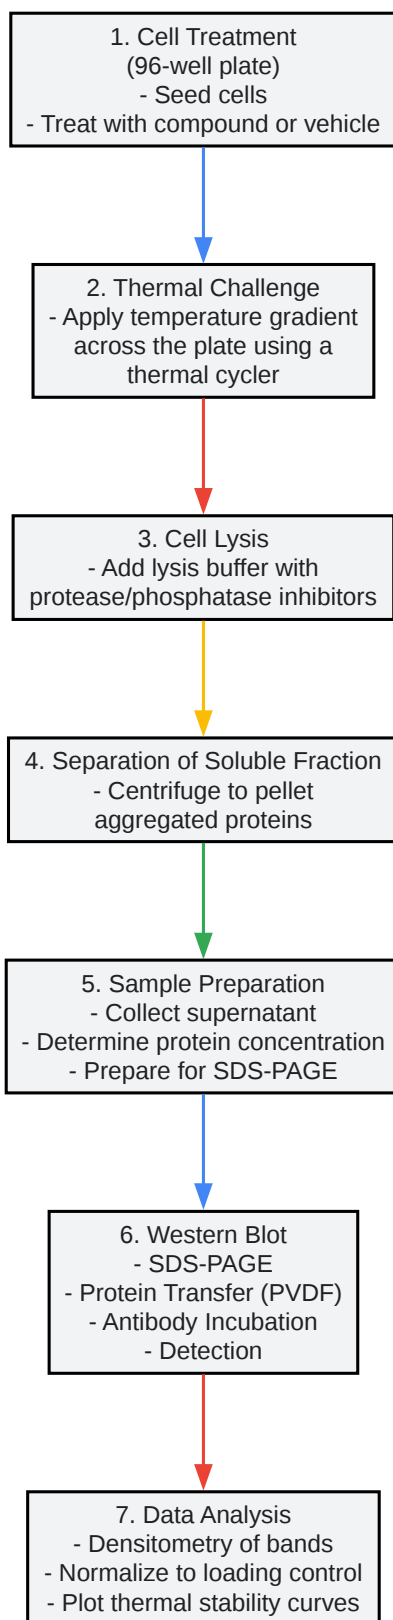 1. Cell Treatment
(96-well plate)
- Seed cells
- Treat with compound or vehicle
2. Thermal Challenge
- Apply temperature gradient
across the plate using a
thermal cycler
3. Cell Lysis
- Add lysis buffer with
protease/phosphatase inhibitors
4. Separation of Soluble Fraction
- Centrifuge to pellet
aggregated proteins
5. Sample Preparation
- Collect supernatant
- Determine protein concentration
- Prepare for SDS-PAGE
6. Western Blot
- SDS-PAGE
- Protein Transfer (PVDF)
- Antibody Incubation
- Detection
7. Data Analysis
- Densitometry of bands
- Normalize to loading control
- Plot thermal stability curves